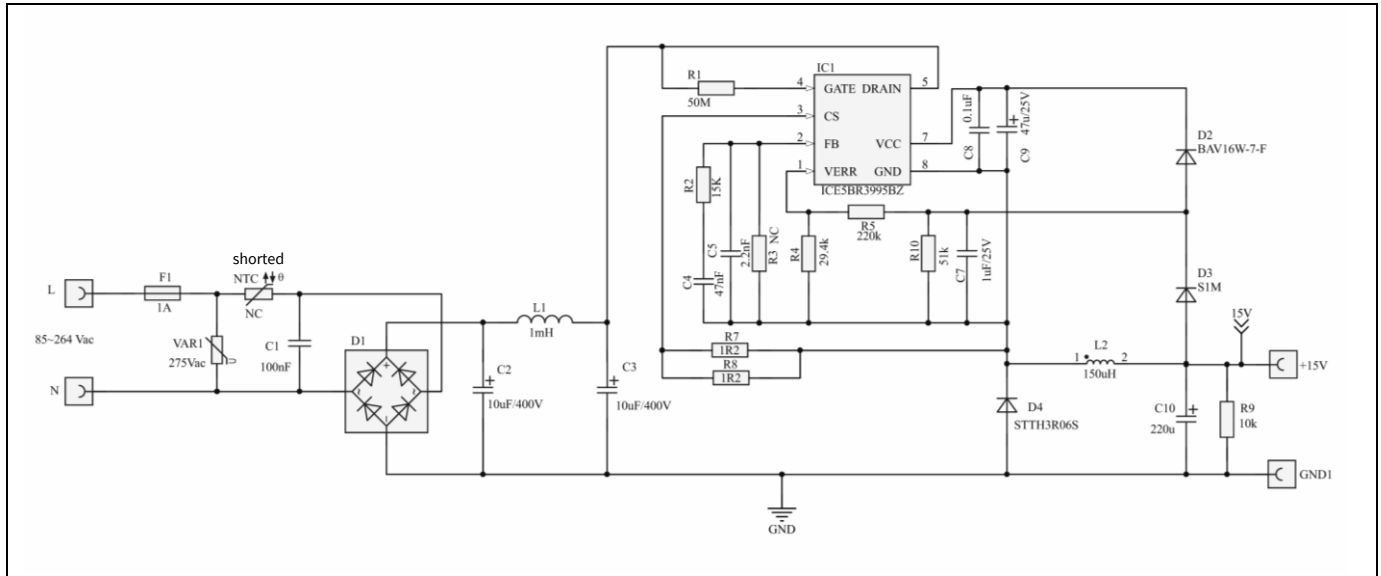 IC1
R1
50M
4
GATE DRAIN
5
3
CS
2
FB
VCC
7
1
VERR
GND
8
ICE5BR3995BZ
0.1uF
C8
47u/25V
+
C9
D2
BAV16W-7-F
R2
15K
C4
47nF
C5
2.2nF
R3 NC
R4
29.4k
R5
220k
R10
51k
C7
1uF/25V
D3
S1M
shorted
NTC
θ
NC
L
F1
1A
85~264 Vac
VAR1
275Vac
C1
100nF
N
D1
+
~
~
-
L1
1mH
C2
+
10uF/400V
C3
+
10uF/400V
R7
1R2
R8
1R2
L2
1
2
150uH
15V
+15V
D4
STTH3R06S
C10
+
220u
R9
10k
GND1
GND